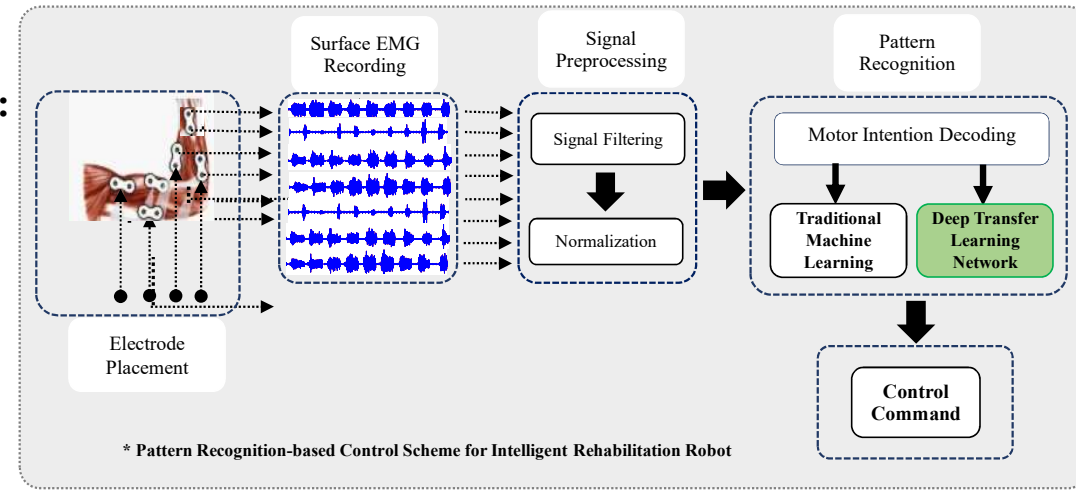 :
Surface EMG
Recording
Signal
Preprocessing
Pattern
Recognition
Signal Filtering
Normalization
Motor Intention Decoding
Traditional
Machine
Learning
Deep Transfer
Learning
Network
Electrode
Placement
Control
Command
* Pattern Recognition-based Control Scheme for Intelligent Rehabilitation Robot